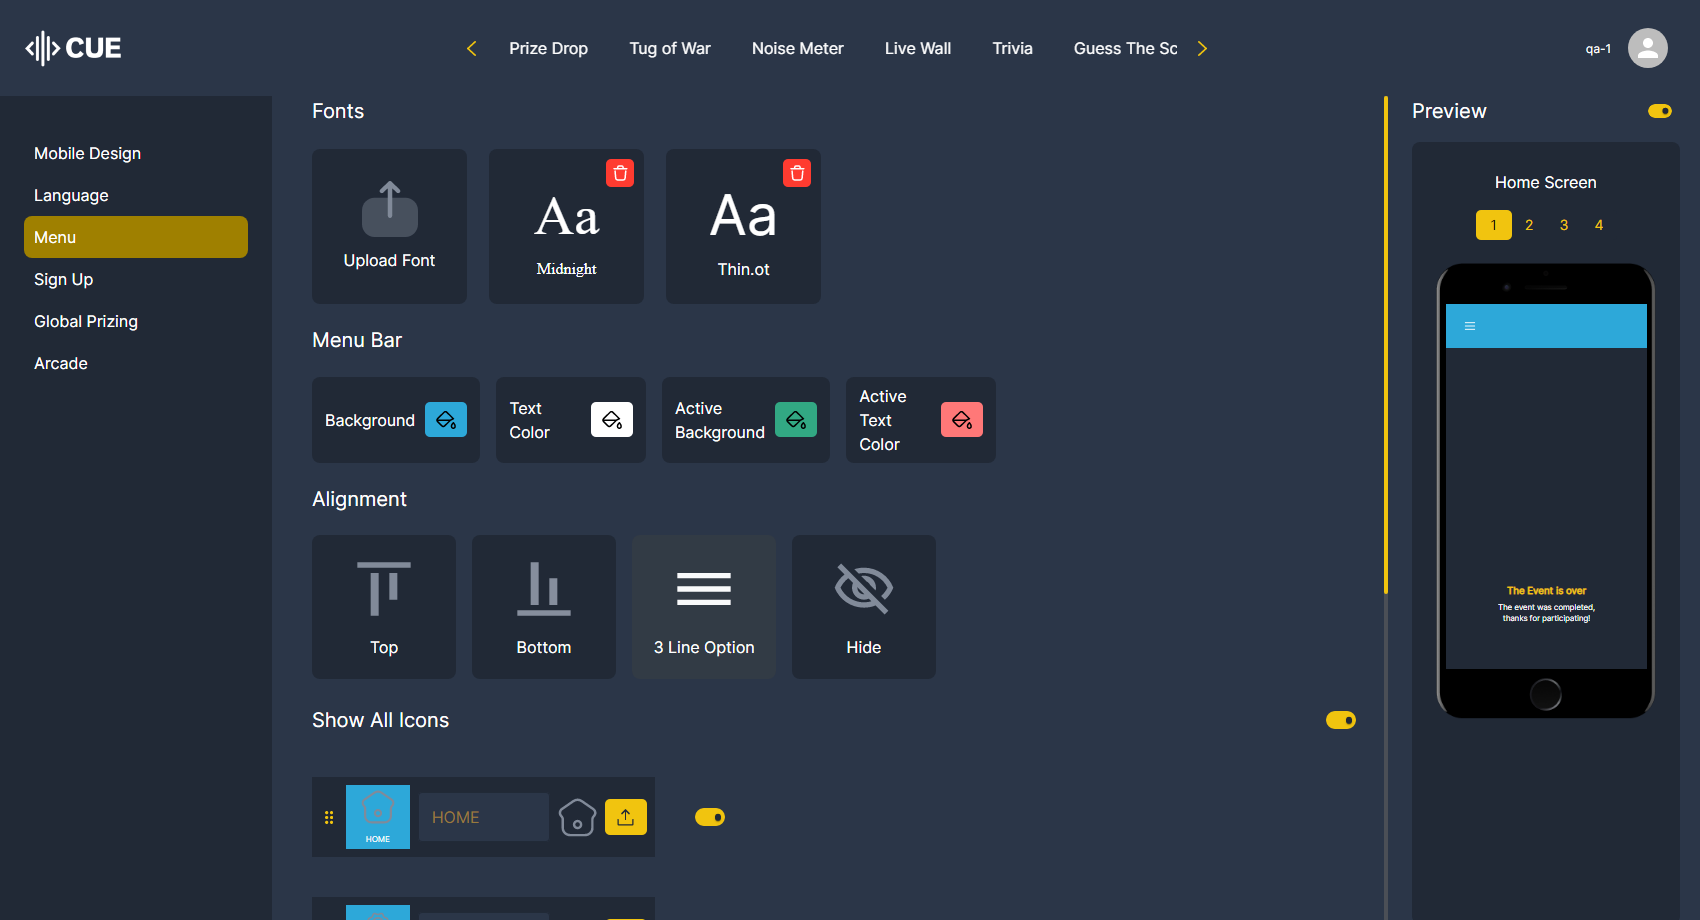 CUE
Prize Drop
Tug of War
Noise Meter
Live Wall
Trivia
Guess The Sc
qa-1
Mobile Design
Language
Menu
Sign Up
Global Prizing
Arcade
Fonts
Upload Font
Aa
Midnight
Aa
Thin.ot
Menu Bar
Background
Text
Color
Active
Background
Active
Text
Color
Alignment
Top
Bottom
3 Line Option
Hide
Show All Icons
HOME
HOME
Preview
Home Screen
1 2 3 4
The Event is over
The event was completed,
thanks for participating!